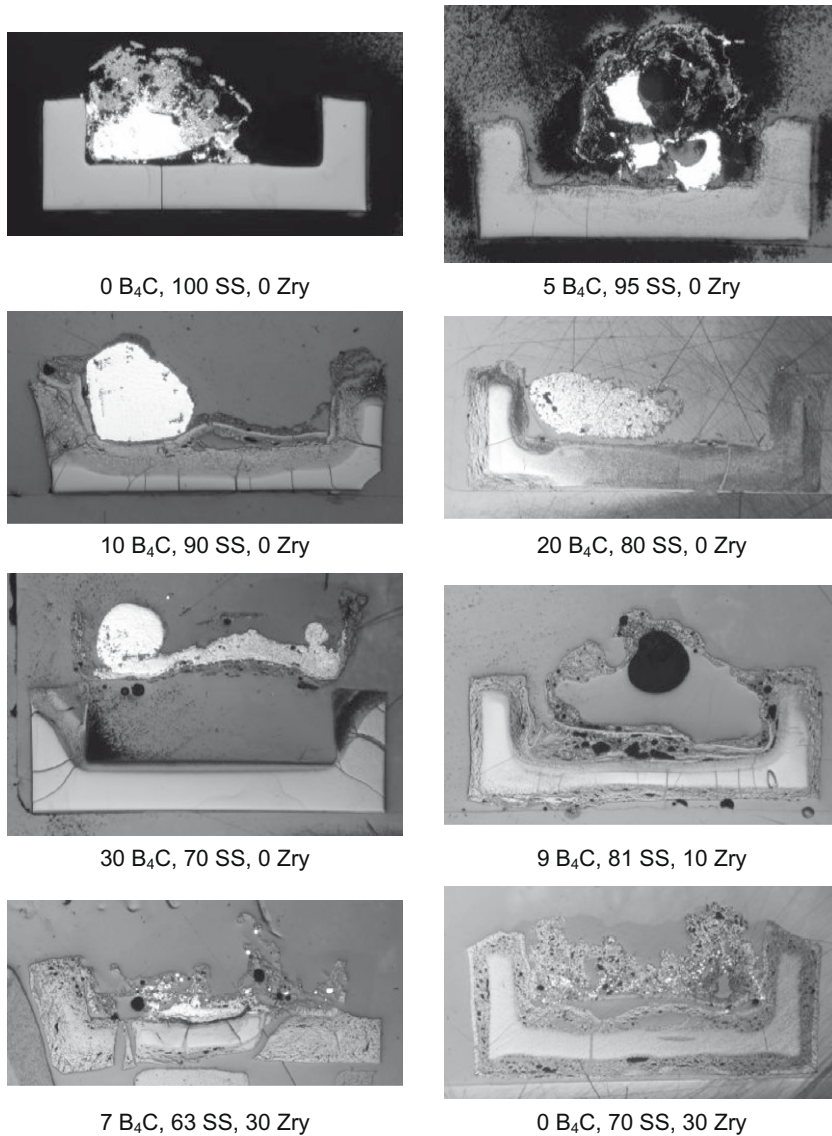 0 B₄C, 100 SS, 0 Zry
5 B₄C, 95 SS, 0 Zry
10 B₄C, 90 SS, 0 Zry
20 B₄C, 80 SS, 0 Zry
30 B₄C, 70 SS, 0 Zry
9 B₄C, 81 SS, 10 Zry
7 B₄C, 63 SS, 30 Zry
0 B₄C, 70 SS, 30 Zry